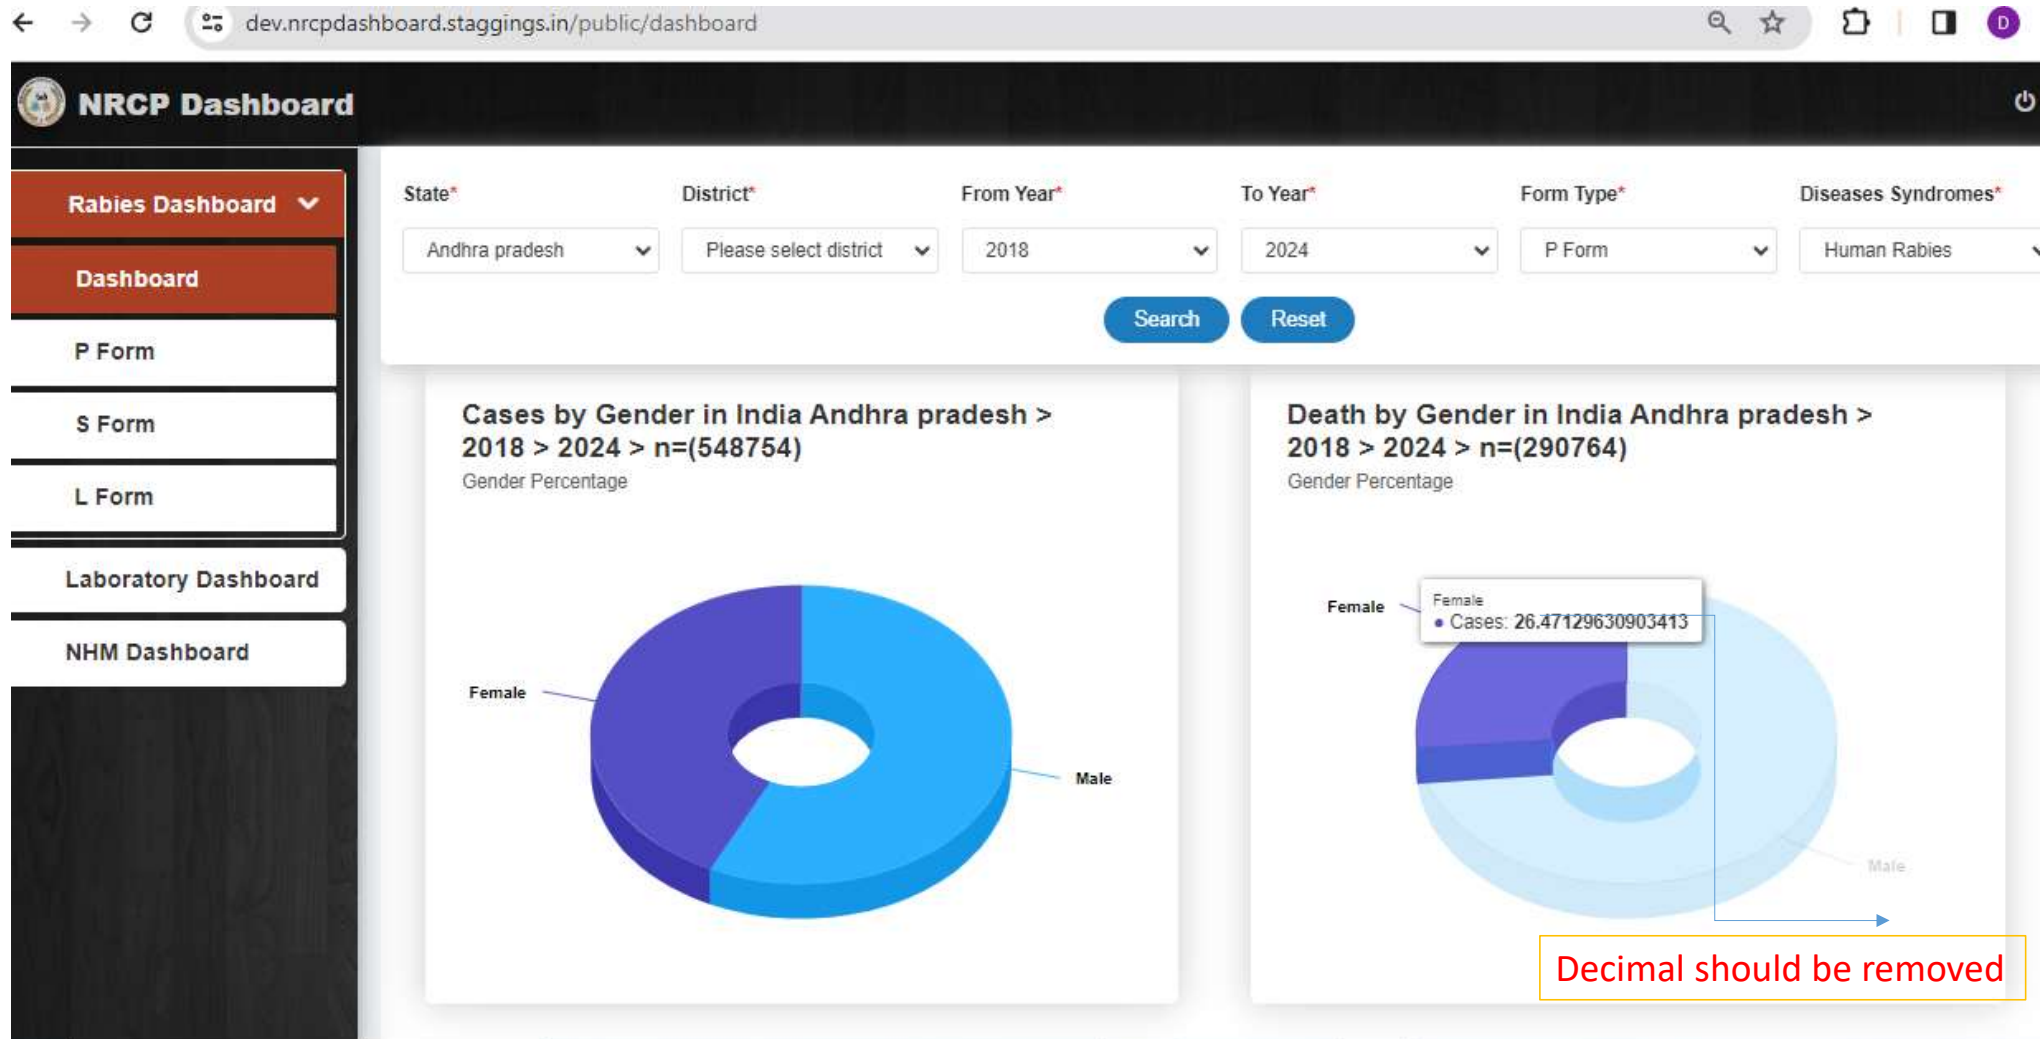 dev.nrcpdashboard.staggings.in/public/dashboard
D
NRCP Dashboard
Rabies Dashboard
Dashboard
P Form
S Form
L Form
Laboratory Dashboard
NHM Dashboard
State* District* From Year* To Year* Form Type* Diseases Syndromes*
Andhra pradesh Please select district 2018 2024 P Form Human Rabies
Search Reset
Cases by Gender in India Andhra pradesh >
2018 > 2024 > n=(548754)
Gender Percentage
Female
Male
Death by Gender in India Andhra pradesh >
2018 > 2024 > n=(290764)
Gender Percentage
Female
Female
• Cases: 26.47129630903413
Male
Decimal should be removed